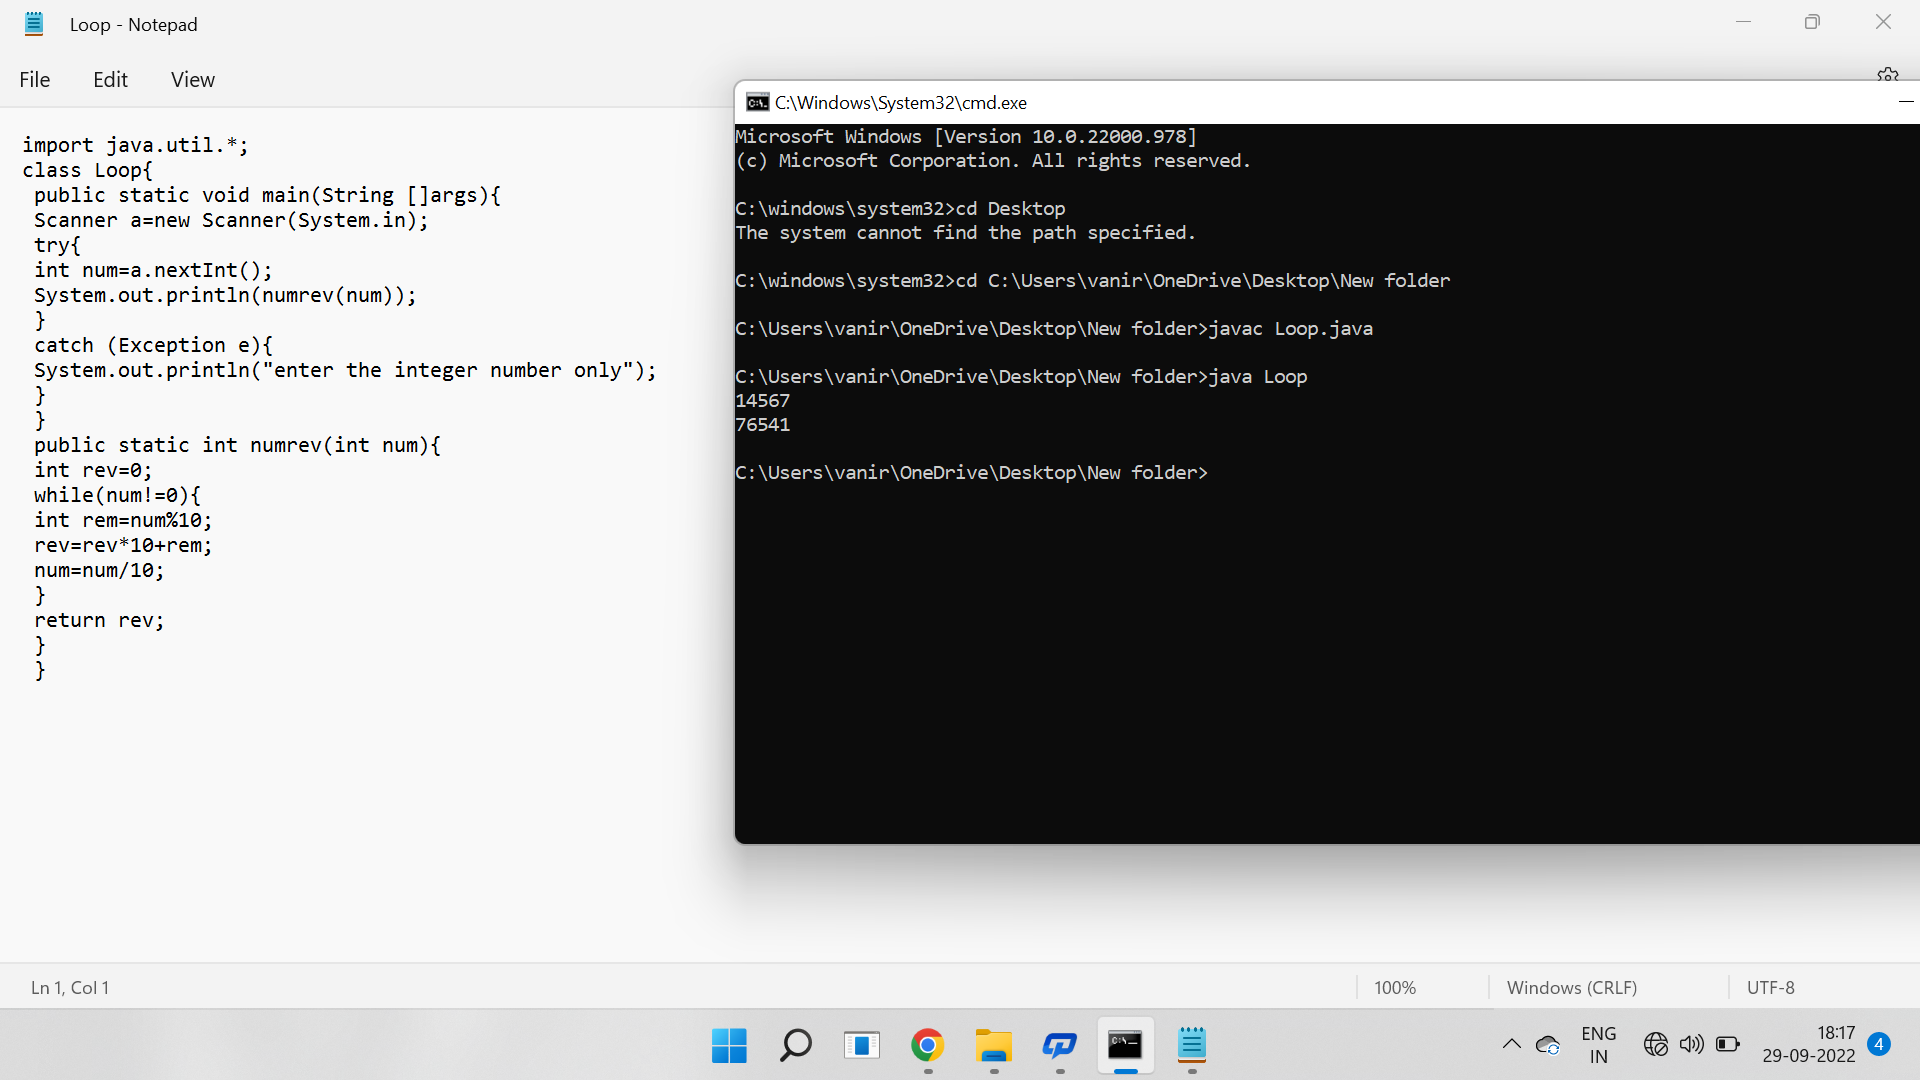 Loop - Notepad
File Edit View
import java.util.*;
class Loop{
public static void main(String []args){
Scanner a=new Scanner(System.in);
try{
int num=a.nextInt();
System.out.println(numrev(num));
}
catch (Exception e){
System.out.println("enter the integer number only");
}
}
public static int numrev(int num){
int rev=0;
while(num!=0){
int rem=num%10;
rev=rev*10+rem;
num=num/10;
}
return rev;
}
}
C:\Windows\System32\cmd.exe
Microsoft Windows [Version 10.0.22000.978]
(c) Microsoft Corporation. All rights reserved.
C:\windows\system32>cd Desktop
The system cannot find the path specified.
C:\windows\system32>cd C:\Users\vanir\OneDrive\Desktop\New folder
C:\Users\vanir\OneDrive\Desktop\New folder>javac Loop.java
C:\Users\vanir\OneDrive\Desktop\New folder>java Loop
14567
76541
C:\Users\vanir\OneDrive\Desktop\New folder>
Ln 1, Col 1 100% Windows (CRLF) UTF-8
ENG
IN
18:17
29-09-2022
4